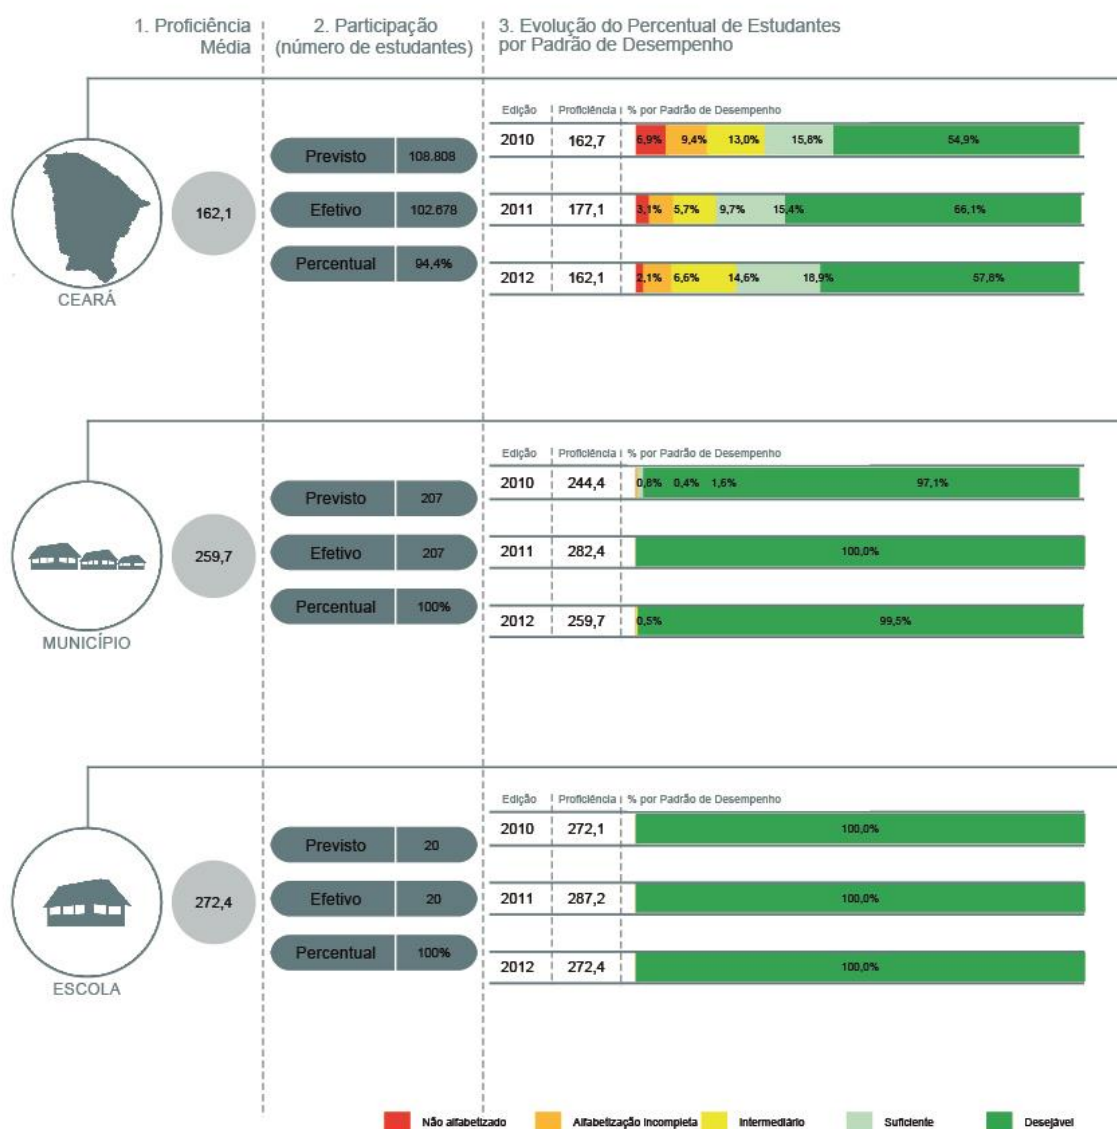 1. Proficiência
Média
2. Participação
(número de estudantes)
3. Evolução do Percentual de Estudantes
por Padrão de Desempenho
CEARÁ
162,1
Previsto 108.808
Efetivo 102.678
Percentual 94,4%
Edição Proficiência % por Padrão de Desempenho
2010 162,7 6,9% 9,4% 13,0% 15,8% 54,9%
2011 177,1 3,1% 5,7% 9,7% 15,4% 66,1%
2012 162,1 2,1% 6,6% 14,6% 18,9% 57,8%
MUNICÍPIO
259,7
Previsto 207
Efetivo 207
Percentual 100%
Edição Proficiência % por Padrão de Desempenho
2010 244,4 0,8% 0,4% 1,6% 97,1%
2011 282,4 100,0%
2012 259,7 0,5% 99,5%
ESCOLA
272,4
Previsto 20
Efetivo 20
Percentual 100%
Edição Proficiência % por Padrão de Desempenho
2010 272,1 100,0%
2011 287,2 100,0%
2012 272,4 100,0%
Não alfabetizado Alfabetização Incompleta Intermediário Suficiente Desejável